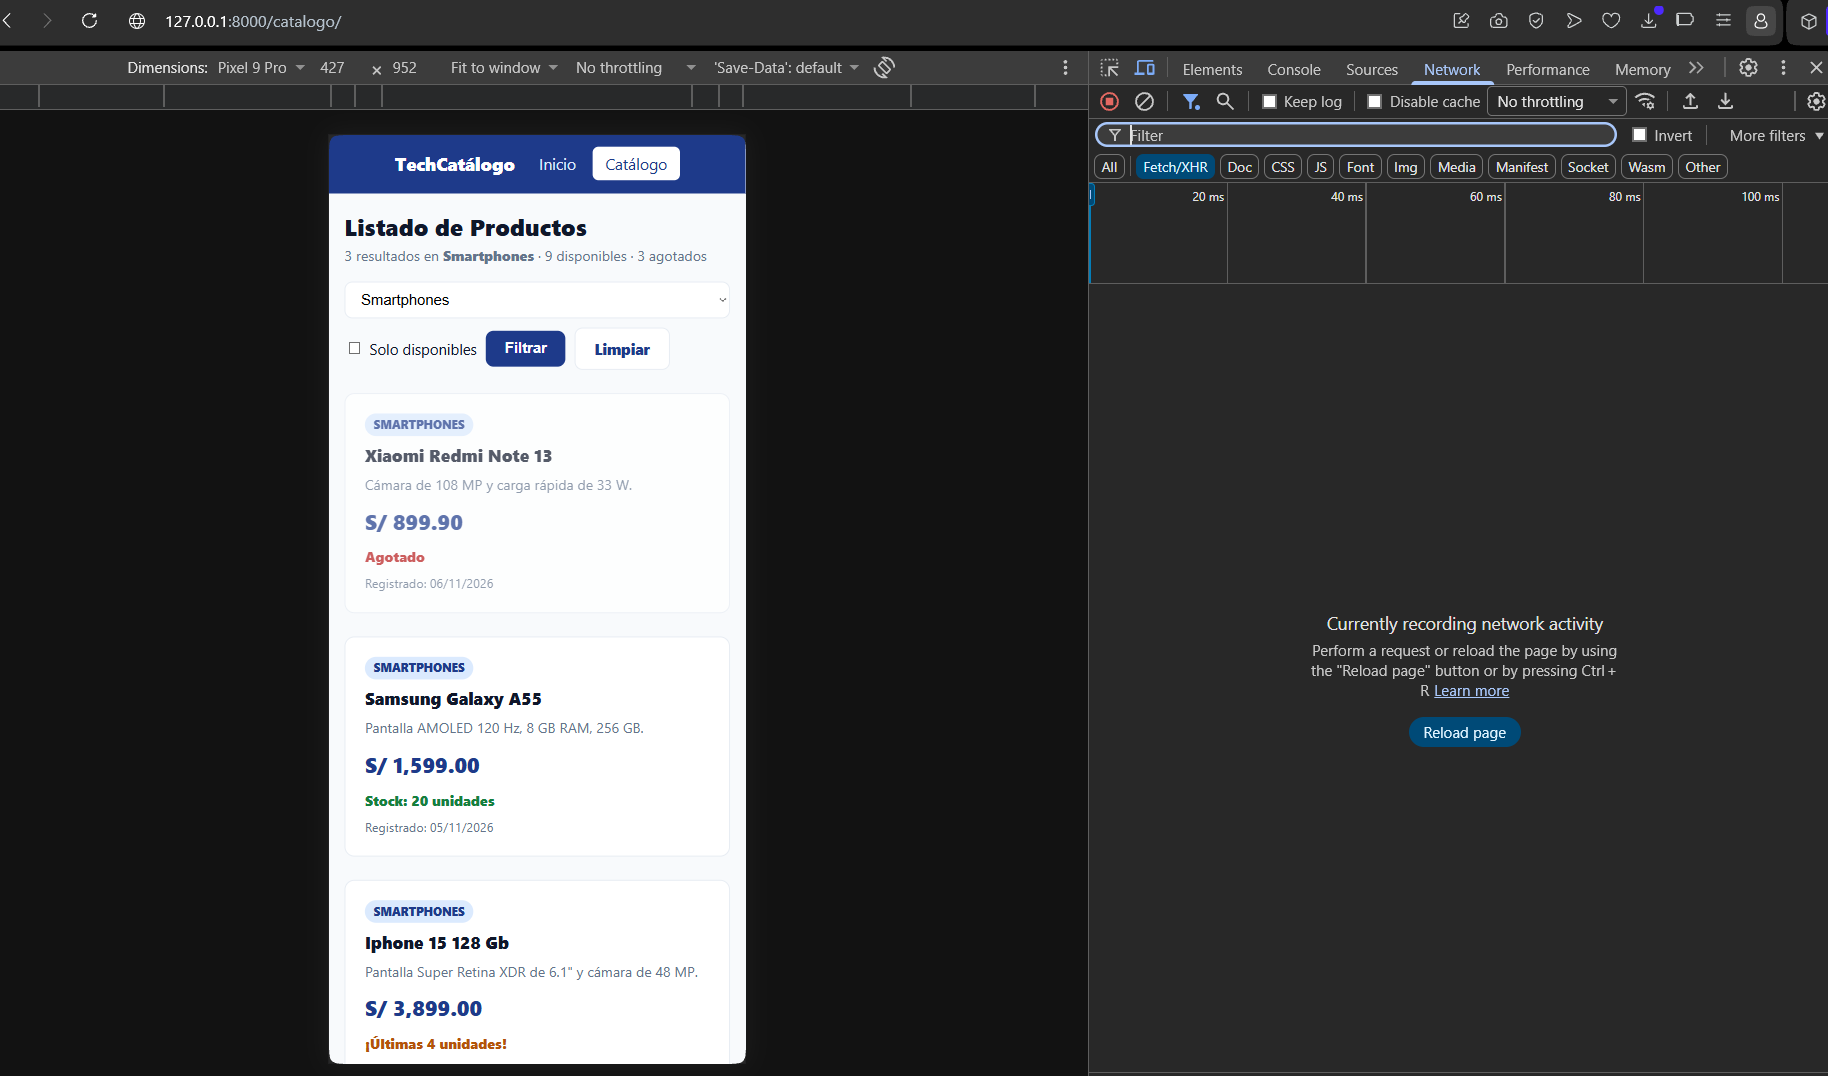 127.0.0.1:8000/catalogo/
Dimensions: Pixel 9 Pro 427 × 952 Fit to window No throttling 'Save-Data': default
Elements Console Sources Network Performance Memory
Keep log Disable cache No throttling
Filter Invert More filters
All Fetch/XHR Doc CSS JS Font Img Media Manifest Socket Wasm Other
20 ms 40 ms 60 ms 80 ms 100 ms
TechCatálogo Inicio Catálogo
Listado de Productos
3 resultados en Smartphones · 9 disponibles · 3 agotados
Smartphones
Solo disponibles Filtrar Limpiar
SMARTPHONES
Xiaomi Redmi Note 13
Cámara de 108 MP y carga rápida de 33 W.
S/ 899.90
Agotado
Registrado: 06/11/2026
SMARTPHONES
Samsung Galaxy A55
Pantalla AMOLED 120 Hz, 8 GB RAM, 256 GB.
S/ 1,599.00
Stock: 20 unidades
Registrado: 05/11/2026
SMARTPHONES
Iphone 15 128 Gb
Pantalla Super Retina XDR de 6.1" y cámara de 48 MP.
S/ 3,899.00
¡Últimas 4 unidades!
Currently recording network activity
Perform a request or reload the page by using
the "Reload page" button or by pressing Ctrl +
R Learn more
Reload page